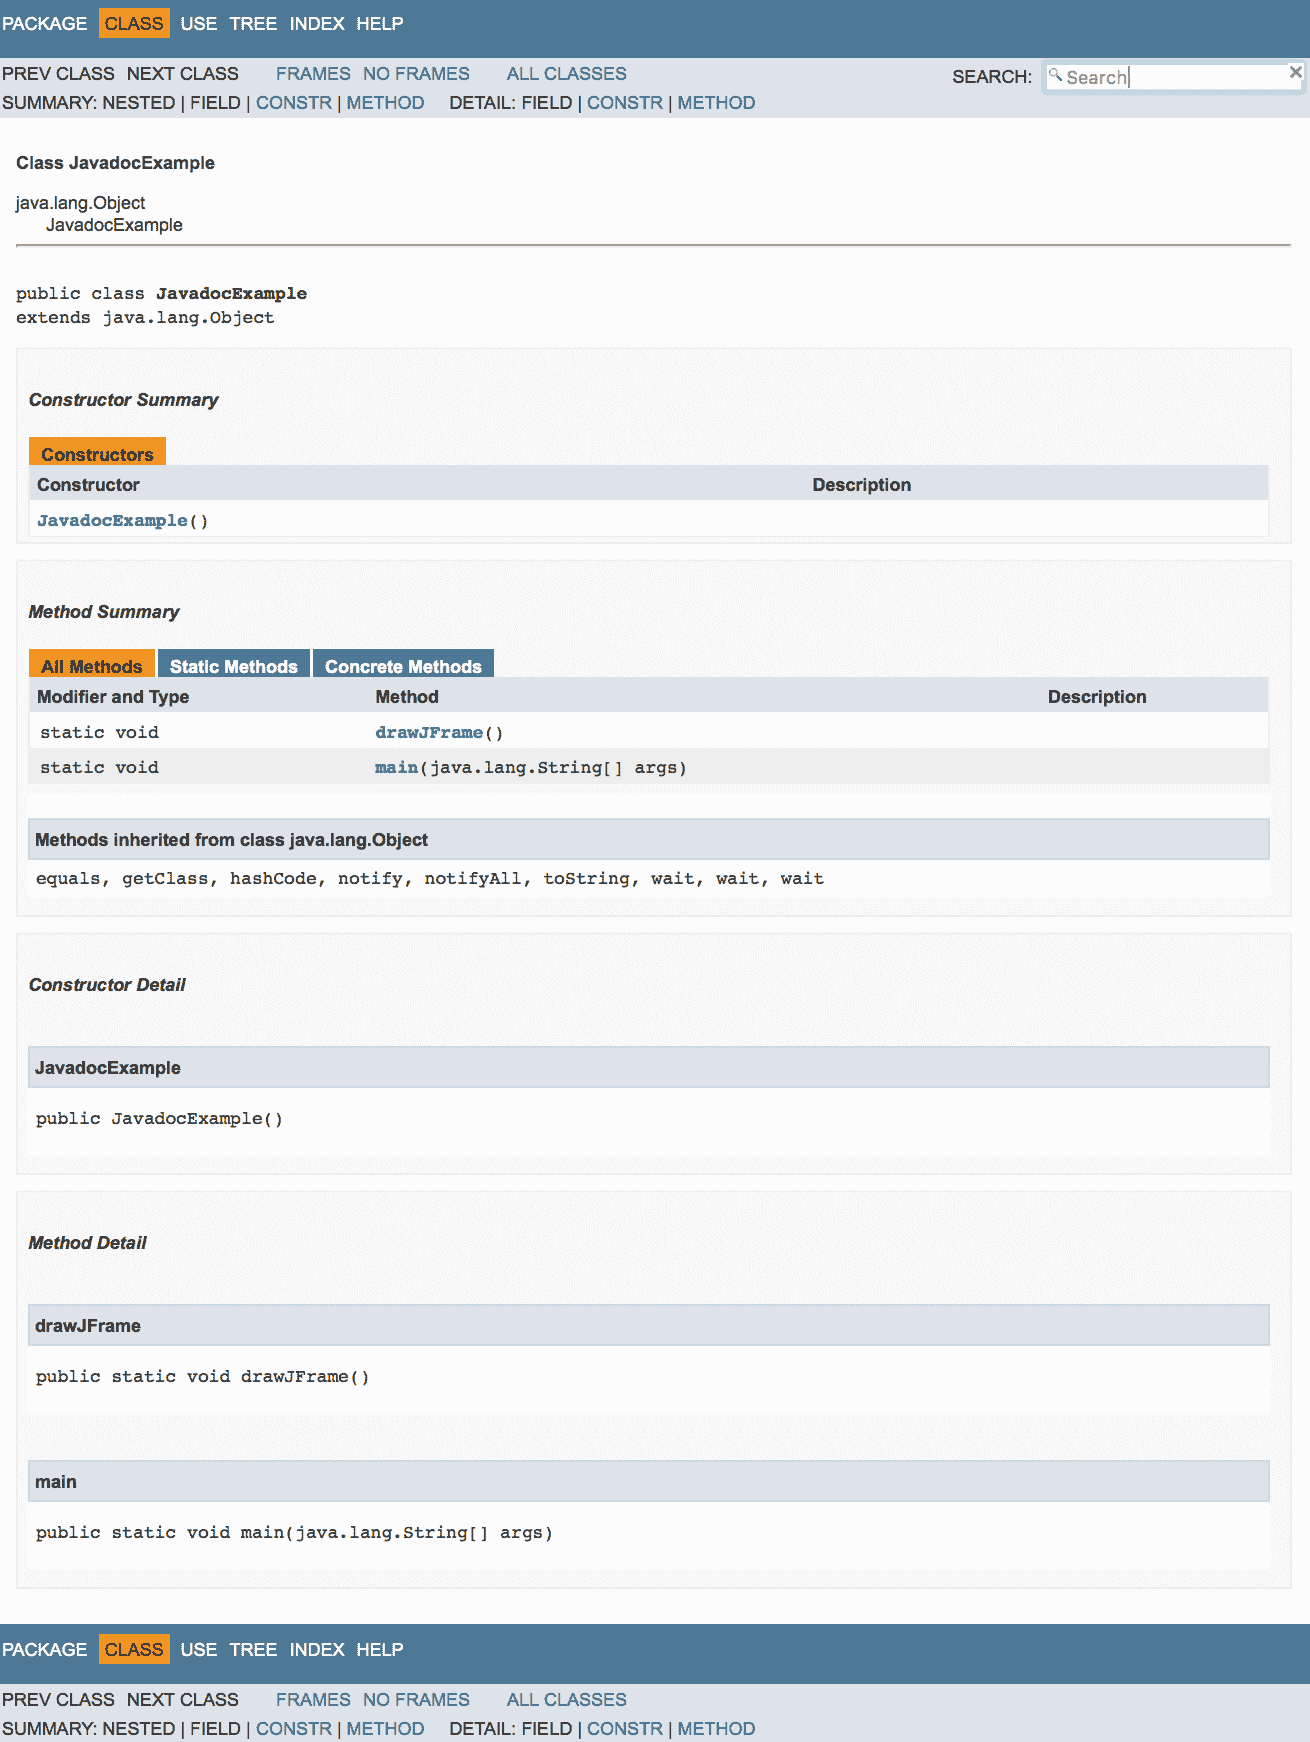 PACKAGE CLASS USE TREE INDEX HELP
PREV CLASS NEXT CLASS FRAMES NO FRAMES ALL CLASSES SEARCH: Search
SUMMARY: NESTED | FIELD | CONSTR | METHOD DETAIL: FIELD | CONSTR | METHOD
Class JavadocExample
java.lang.Object
JavadocExample
public class JavadocExample
extends java.lang.Object
Constructor Summary
Constructors
Constructor Description
JavadocExample()
Method Summary
All Methods Static Methods Concrete Methods
Modifier and Type Method Description
static void drawJFrame()
static void main(java.lang.String[] args)
Methods inherited from class java.lang.Object
equals, getClass, hashCode, notify, notifyAll, toString, wait, wait, wait
Constructor Detail
JavadocExample
public JavadocExample()
Method Detail
drawJFrame
public static void drawJFrame()
main
public static void main(java.lang.String[] args)
PACKAGE CLASS USE TREE INDEX HELP
PREV CLASS NEXT CLASS FRAMES NO FRAMES ALL CLASSES
SUMMARY: NESTED | FIELD | CONSTR | METHOD DETAIL: FIELD | CONSTR | METHOD